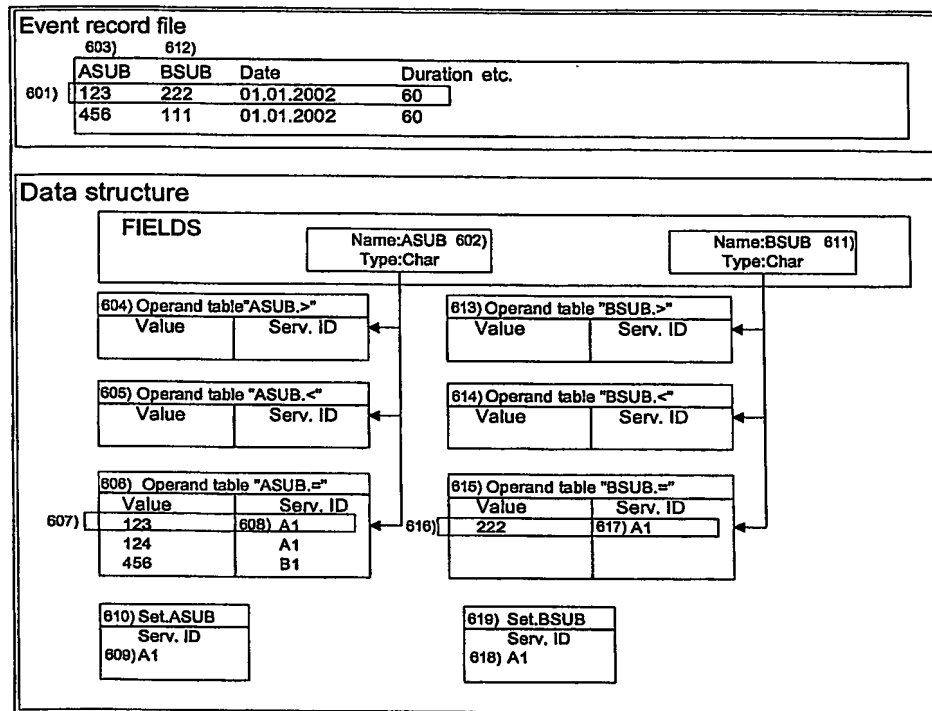 Event record file
603) 612)
ASUB BSUB Date Duration etc.
601) 123 222 01.01.2002 60
456 111 01.01.2002 60
Data structure
FIELDS
Name:ASUB 602)
Type:Char
Name:BSUB 611)
Type:Char
604) Operand table"ASUB.>"
Value Serv. ID
613) Operand table "BSUB.>"
Value Serv. ID
605) Operand table "ASUB.<"
Value Serv. ID
614) Operand table "BSUB.<"
Value Serv. ID
606) Operand table "ASUB.="
Value Serv. ID
607) 123 608) A1
124 A1
456 B1
615) Operand table "BSUB.="
Value Serv. ID
616) 222 617) A1
610) Set.ASUB
Serv. ID
609) A1
619) Set.BSUB
Serv. ID
618) A1